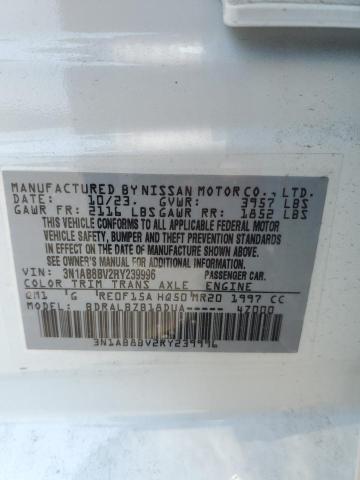 MANUFACTURED BY NISSAN MOTOR CO., LTD.
DATE: 10/23. GVWR: 3957 LBS
GAWR FR: 2116 LBS GAWR RR: 1852 LBS
THIS VEHICLE CONFORMS TO ALL
APPLICABLE FEDERAL MOTOR
VEHICLE SAFETY, BUMPER, AND
THEFT PREVENTION STANDARDS
IN EFFECT ON THE DATE OF
MANUFACTURE SHOWN ABOVE.
SEE OWNER'S MANUAL FOR
ADDITIONAL INFORMATION
VIN: 3N1AB8BV2RY239996 PASSENGER CAR.
COLOR TRIM TRANS AXLE ENGINE
QM1 G RE0F15A HQ50 MR20 1997 CC
MODEL: BDRALBZB18DUA----- 47000
3N1AB8BV2RY239996